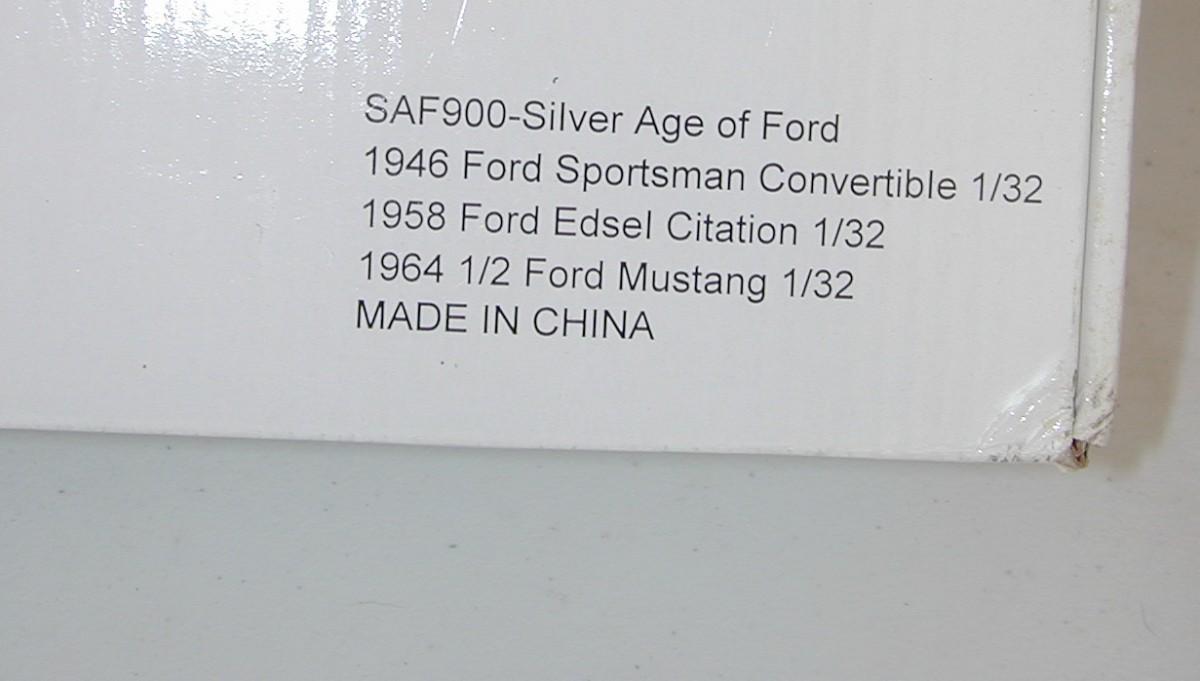 SAF900-Silver Age of Ford
1946 Ford Sportsman Convertible 1/32
1958 Ford Edsel Citation 1/32
1964 1/2 Ford Mustang 1/32
MADE IN CHINA